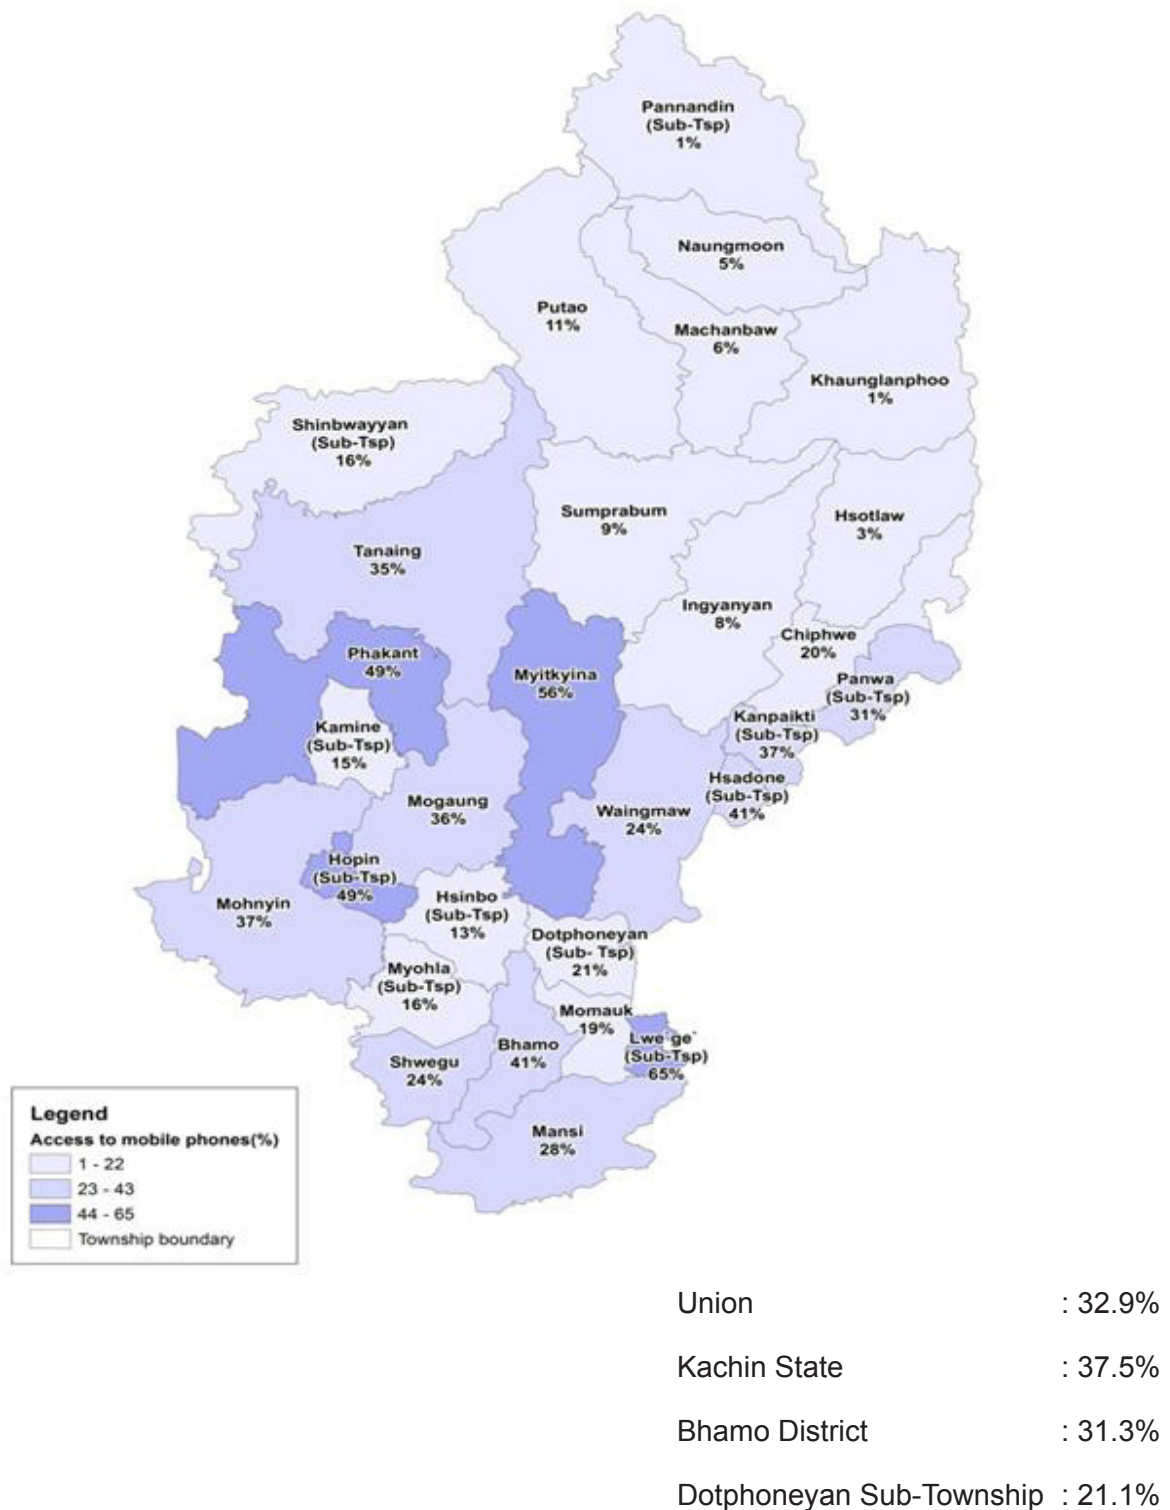 Pannandin
(Sub-Tsp)
1%
Naungmoon
5%
Putao
11%
Machanbaw
6%
Khaunglanphoo
1%
Shinbwayyan
(Sub-Tsp)
16%
Sumprabum
9%
Hsotlaw
3%
Tanaing
35%
Ingyanyan
8%
Chiphwe
20%
Phakant
49%
Myitkyina
56%
Panwa
(Sub-Tsp)
31%
Kanpaikti
(Sub-Tsp)
37%
Kamine
(Sub-Tsp)
15%
Hsadone
(Sub-Tsp)
41%
Mogaung
36%
Waingmaw
24%
Hopin
(Sub-Tsp)
49%
Mohnyin
37%
Hsinbo
(Sub-Tsp)
13%
Dotphoneyan
(Sub- Tsp)
21%
Myohla
(Sub-Tsp)
16%
Momauk
19%
Lwe`ge`
(Sub-Tsp)
65%
Bhamo
41%
Shwegu
24%
Mansi
28%
Legend
Access to mobile phones(%)
1 - 22
23 - 43
44 - 65
Township boundary
Union : 32.9%
Kachin State : 37.5%
Bhamo District : 31.3%
Dotphoneyan Sub-Township : 21.1%